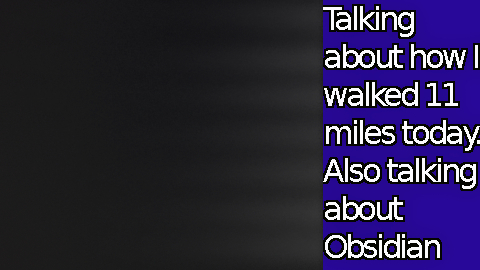 Talking
about how I
walked 11
miles today.
Also talking
about
Obsidian